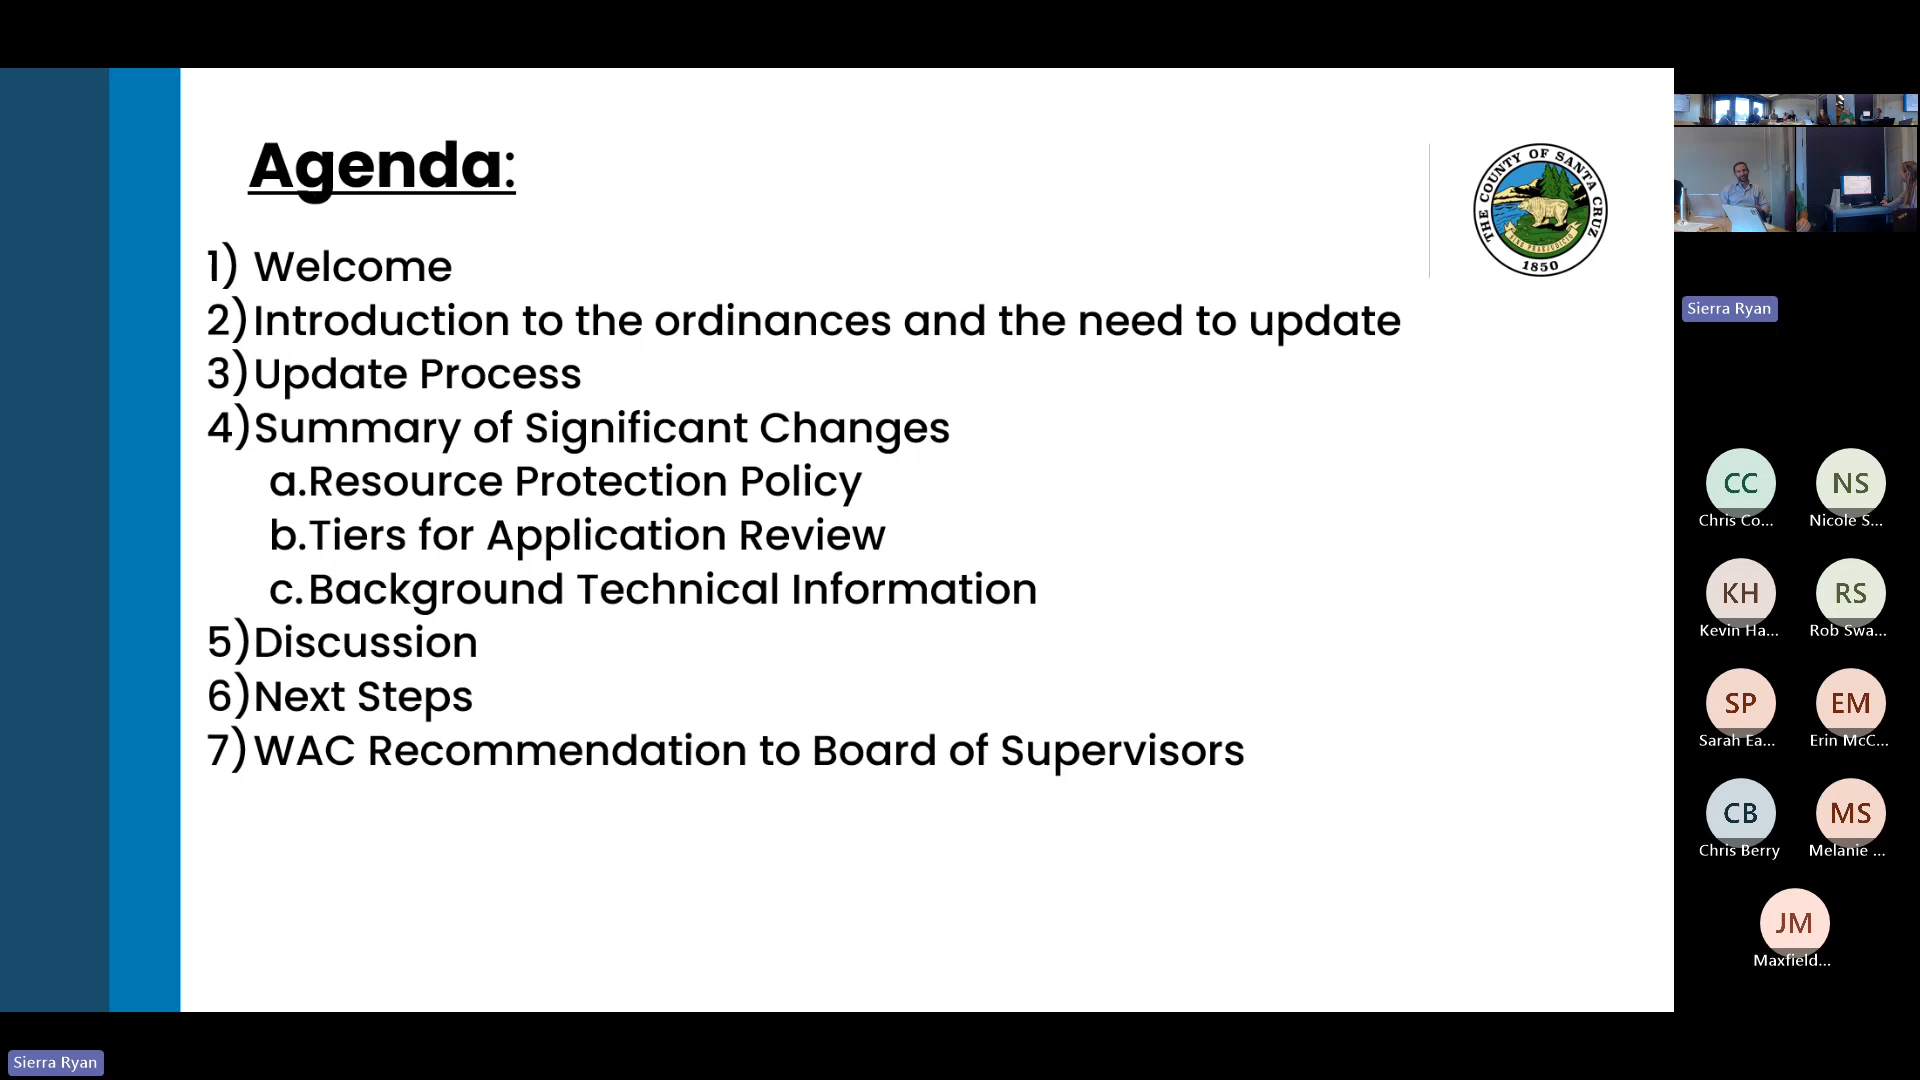 Agenda:
1) Welcome
2) Introduction to the ordinances and the need to update
3) Update Process
4) Summary of Significant Changes
a. Resource Protection Policy
b. Tiers for Application Review
c. Background Technical Information
5) Discussion
6) Next Steps
7) WAC Recommendation to Board of Supervisors
THE COUNTY OF SANTA CRUZ
1850
Sierra Ryan
CC
Chris Co...
NS
Nicole S...
KH
Kevin Ha...
RS
Rob Swa...
SP
Sarah Ea...
EM
Erin McC...
CB
Chris Berry
MS
Melanie ...
JM
Maxfield...
Sierra Ryan